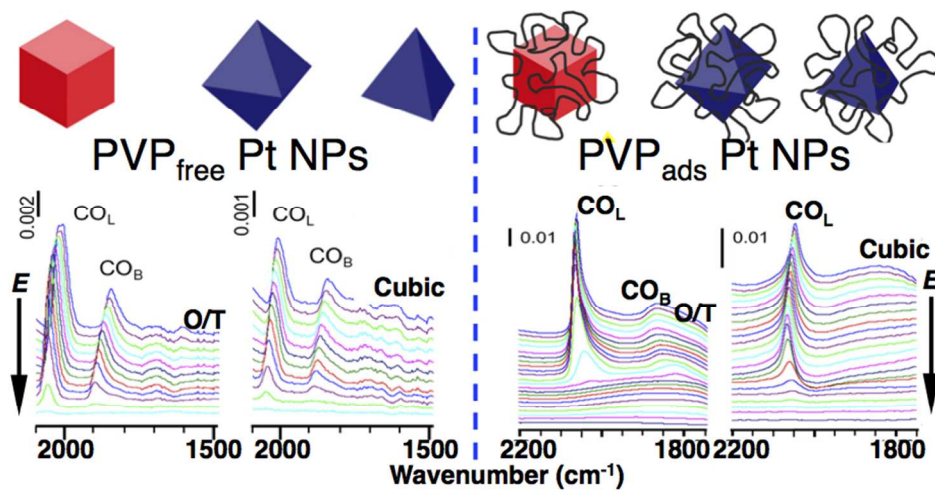 PVPfree Pt NPs
PVPads Pt NPs
0.002
COL
COB
E
O/T
0.001
COL
COB
Cubic
0.01
COL
COB
O/T
0.01
COL
Cubic
E
2000 1500
2000 1500
2200 1800
2200 1800
Wavenumber (cm-1)